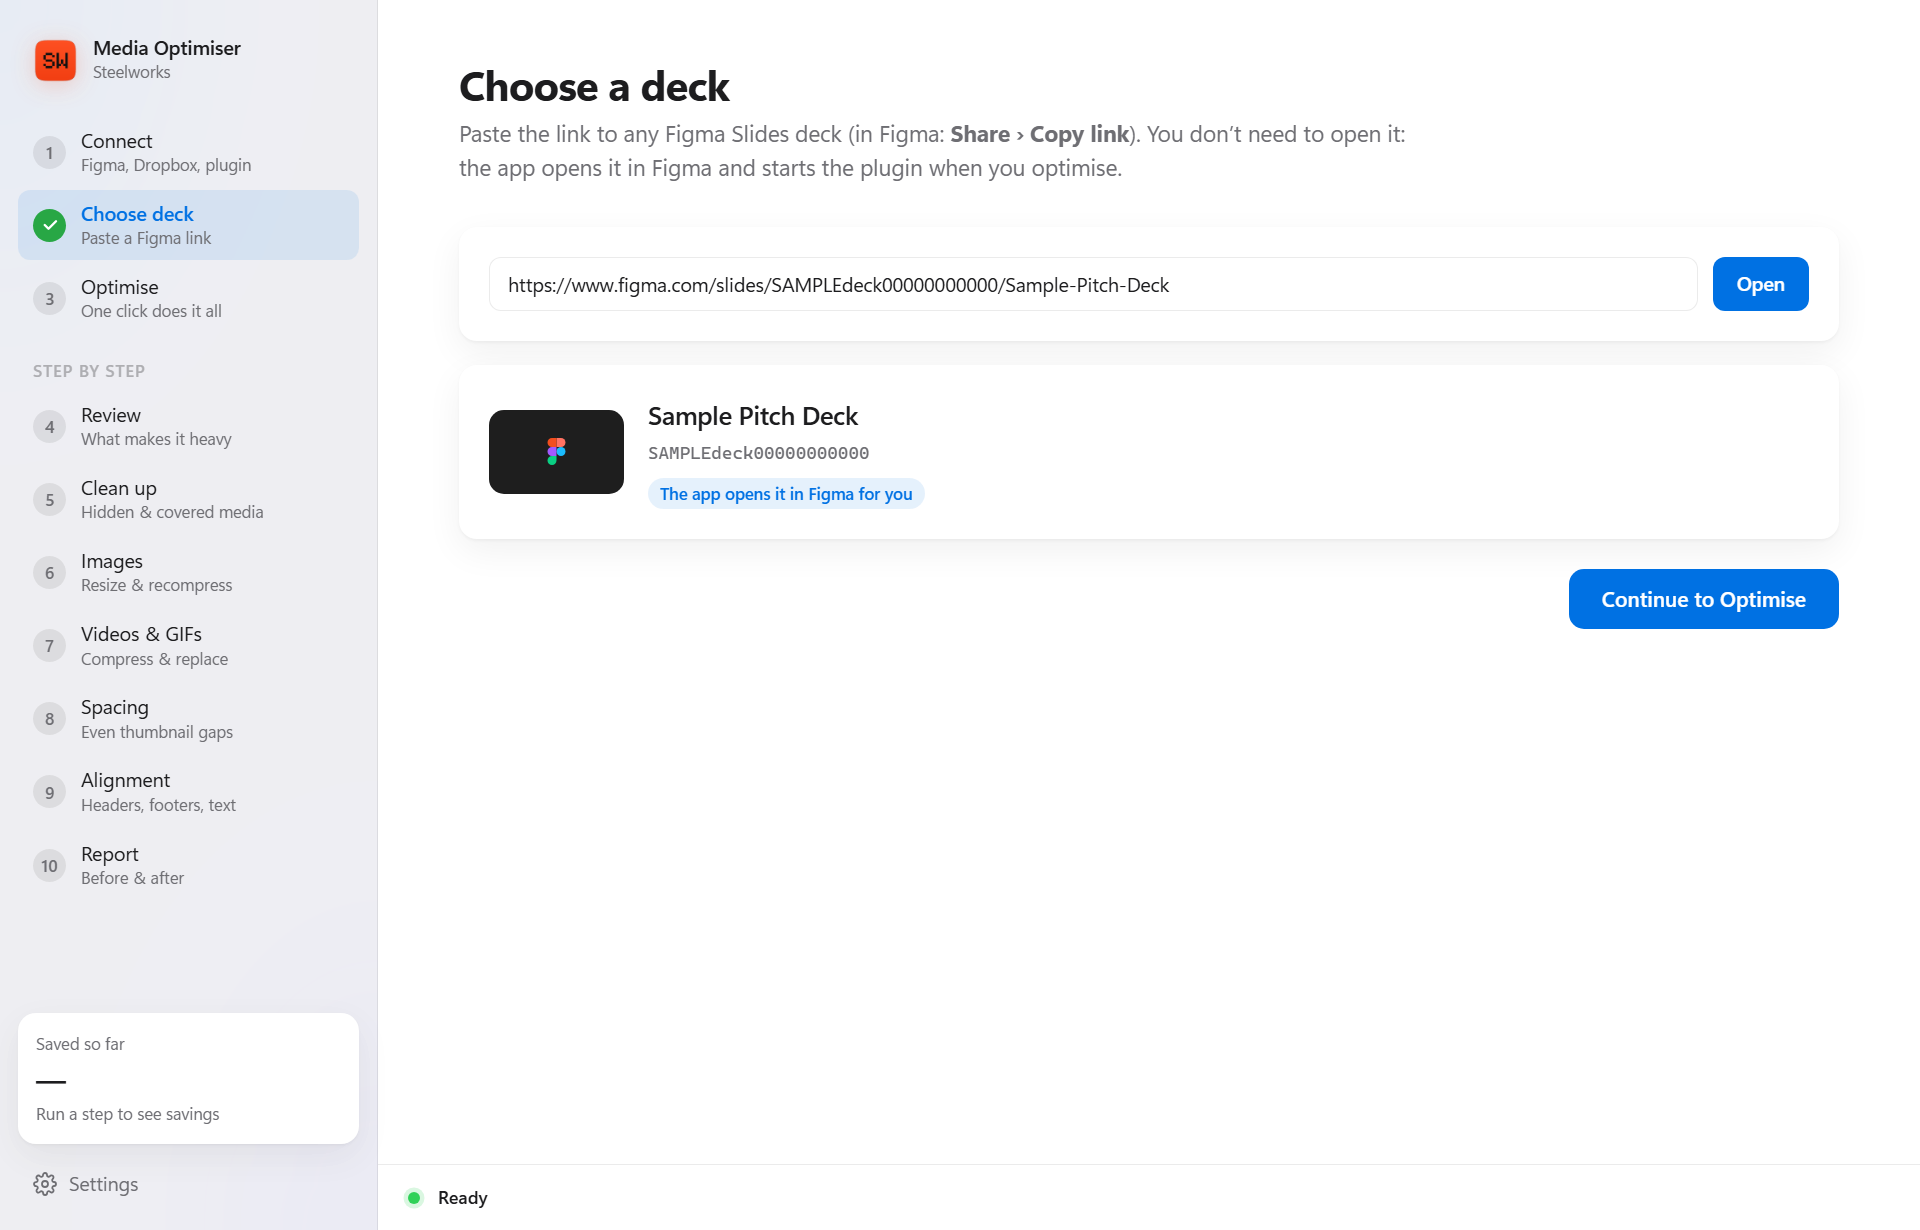 SW
Media Optimiser
Steelworks
1
Connect
Figma, Dropbox, plugin
Choose deck
Paste a Figma link
3
Optimise
One click does it all
STEP BY STEP
4
Review
What makes it heavy
5
Clean up
Hidden & covered media
6
Images
Resize & recompress
7
Videos & GIFs
Compress & replace
8
Spacing
Even thumbnail gaps
9
Alignment
Headers, footers, text
10
Report
Before & after
Saved so far
—
Run a step to see savings
Settings
Choose a deck
Paste the link to any Figma Slides deck (in Figma: Share › Copy link). You don’t need to open it:
the app opens it in Figma and starts the plugin when you optimise.
https://www.figma.com/slides/SAMPLEdeck00000000000/Sample-Pitch-Deck
Open
Sample Pitch Deck
SAMPLEdeck00000000000
The app opens it in Figma for you
Continue to Optimise
Ready